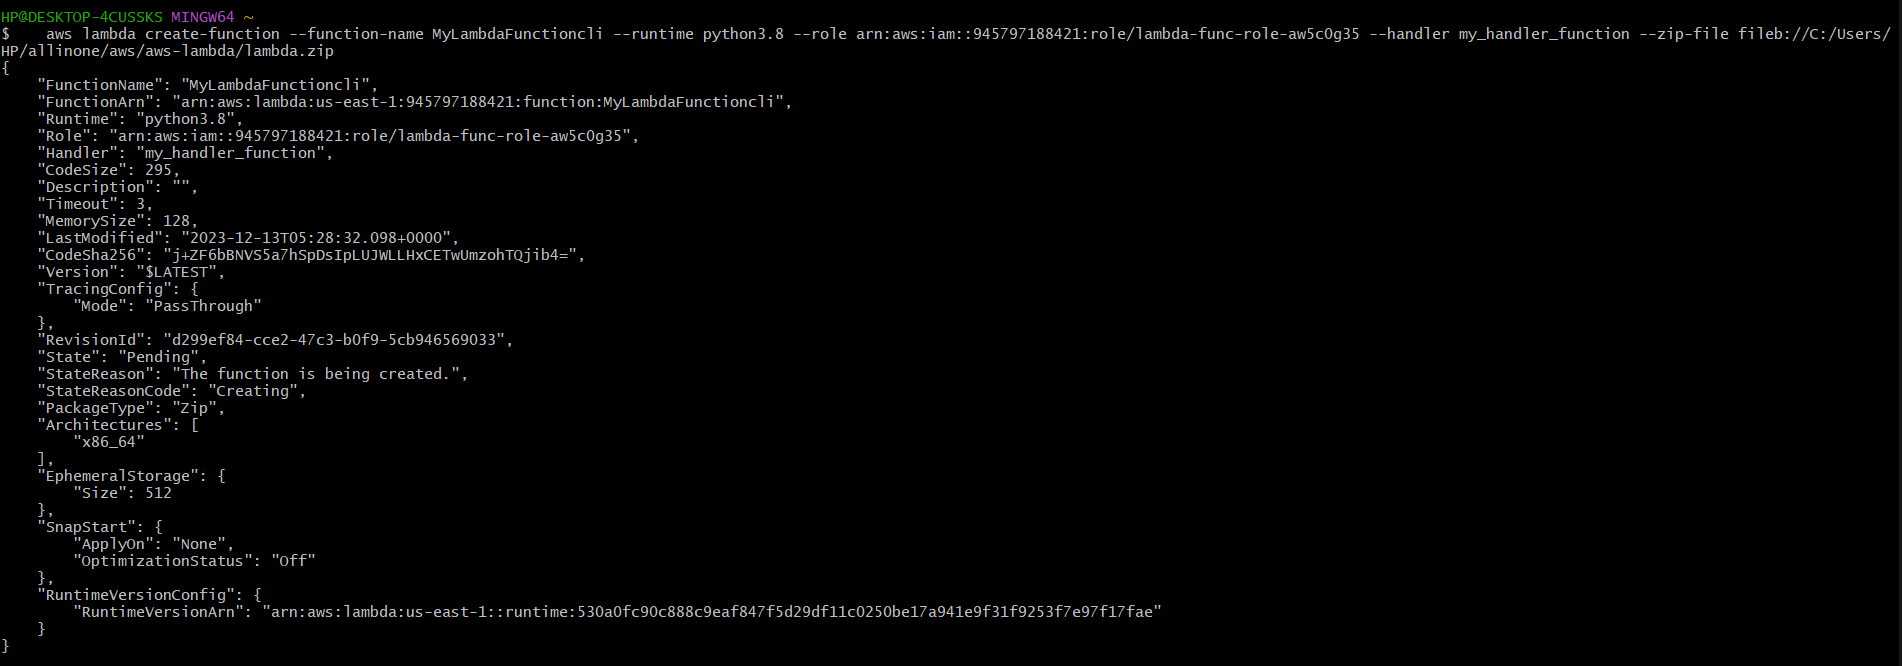 HP@DESKTOP-4CUSSKS MINGW64 ~
$    aws lambda create-function --function-name MyLambdaFunctioncli --runtime python3.8 --role arn:aws:iam::945797188421:role/lambda-func-role-aw5c0g35 --handler my_handler_function --zip-file fileb://C:/Users/
HP/allinone/aws/aws-lambda/lambda.zip
{
    "FunctionName": "MyLambdaFunctioncli",
    "FunctionArn": "arn:aws:lambda:us-east-1:945797188421:function:MyLambdaFunctioncli",
    "Runtime": "python3.8",
    "Role": "arn:aws:iam::945797188421:role/lambda-func-role-aw5c0g35",
    "Handler": "my_handler_function",
    "CodeSize": 295,
    "Description": "",
    "Timeout": 3,
    "MemorySize": 128,
    "LastModified": "2023-12-13T05:28:32.098+0000",
    "CodeSha256": "j+ZF6bBNVS5a7hSpDsIpLUJWLLHxCETwUmzohTQjib4=",
    "Version": "$LATEST",
    "TracingConfig": {
        "Mode": "PassThrough"
    },
    "RevisionId": "d299ef84-cce2-47c3-b0f9-5cb946569033",
    "State": "Pending",
    "StateReason": "The function is being created.",
    "StateReasonCode": "Creating",
    "PackageType": "Zip",
    "Architectures": [
        "x86_64"
    ],
    "EphemeralStorage": {
        "Size": 512
    },
    "SnapStart": {
        "ApplyOn": "None",
        "OptimizationStatus": "Off"
    },
    "RuntimeVersionConfig": {
        "RuntimeVersionArn": "arn:aws:lambda:us-east-1::runtime:530a0fc90c888c9eaf847f5d29df11c0250be17a941e9f31f9253f7e97f17fae"
    }
}